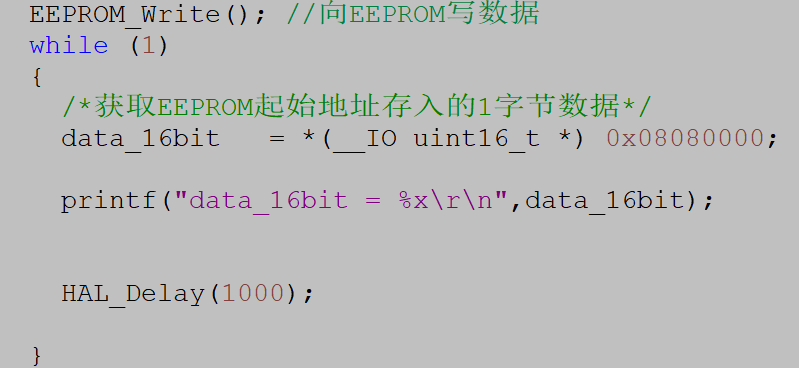 EEPROM_Write(); //向EEPROM写数据
while (1)
{
/*获取EEPROM起始地址存入的1字节数据*/
data_16bit   = *(__IO uint16_t *) 0x08080000;
printf("data_16bit = %x\r\n",data_16bit);
HAL_Delay(1000);
}